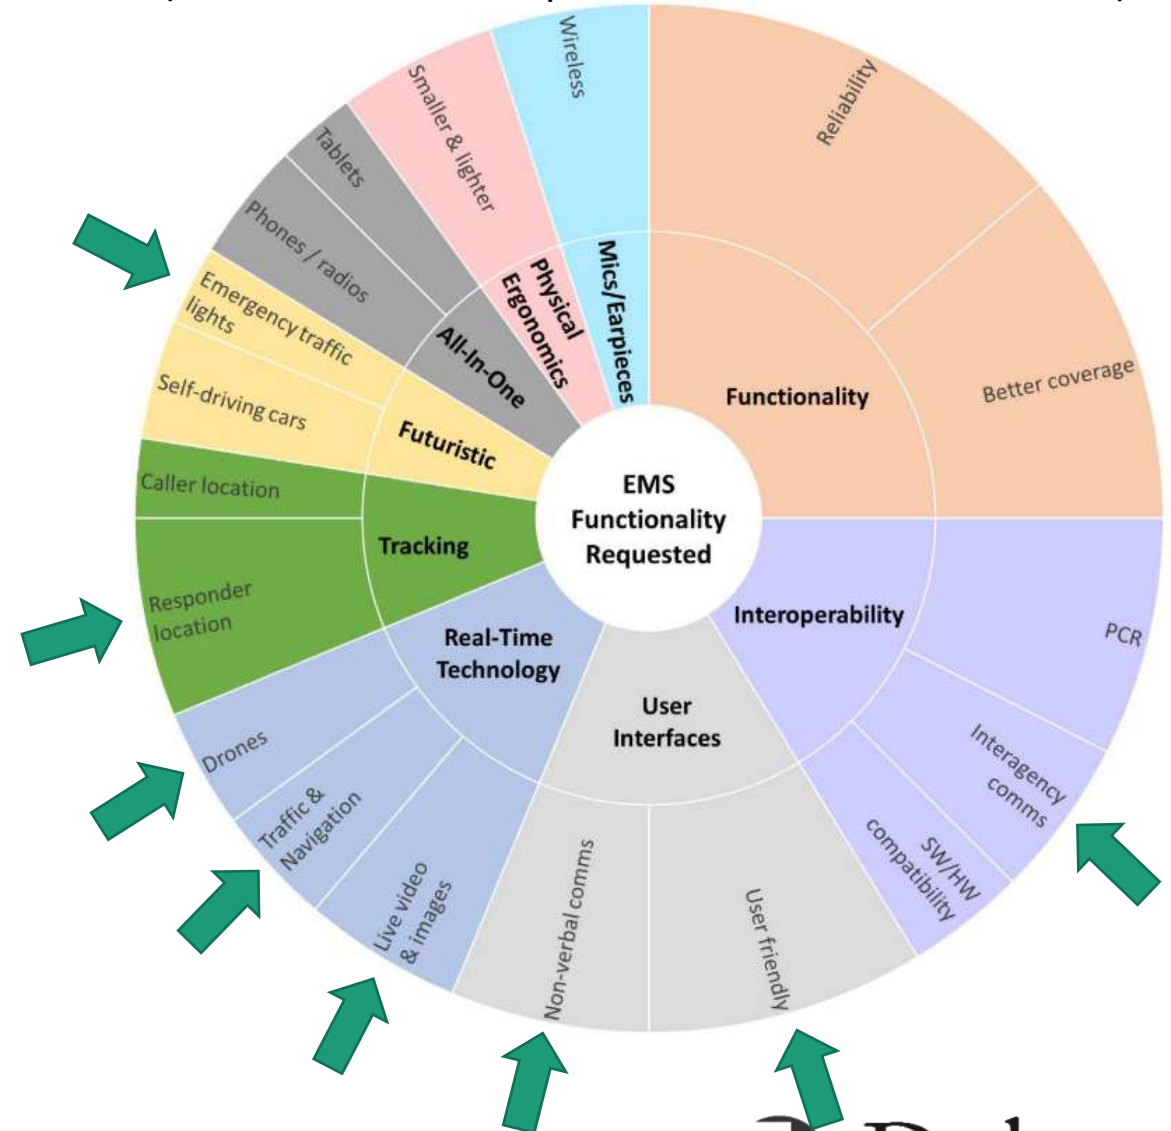 EMS
Functionality
Requested
Functionality
Reliability
Better coverage
Interoperability
PCR
Interagency
comms
SW/HW
compatibility
User
Interfaces
User friendly
Non-verbal comms
Real-Time
Technology
Live video
& images
Traffic &
Navigation
Drones
Tracking
Responder
location
Caller location
Futuristic
Self-driving cars
Emergency traffic
lights
All-In-One
Phones / radios
Tablets
Physical
Ergonomics
Smaller & lighter
Mics/Earpieces
Wireless